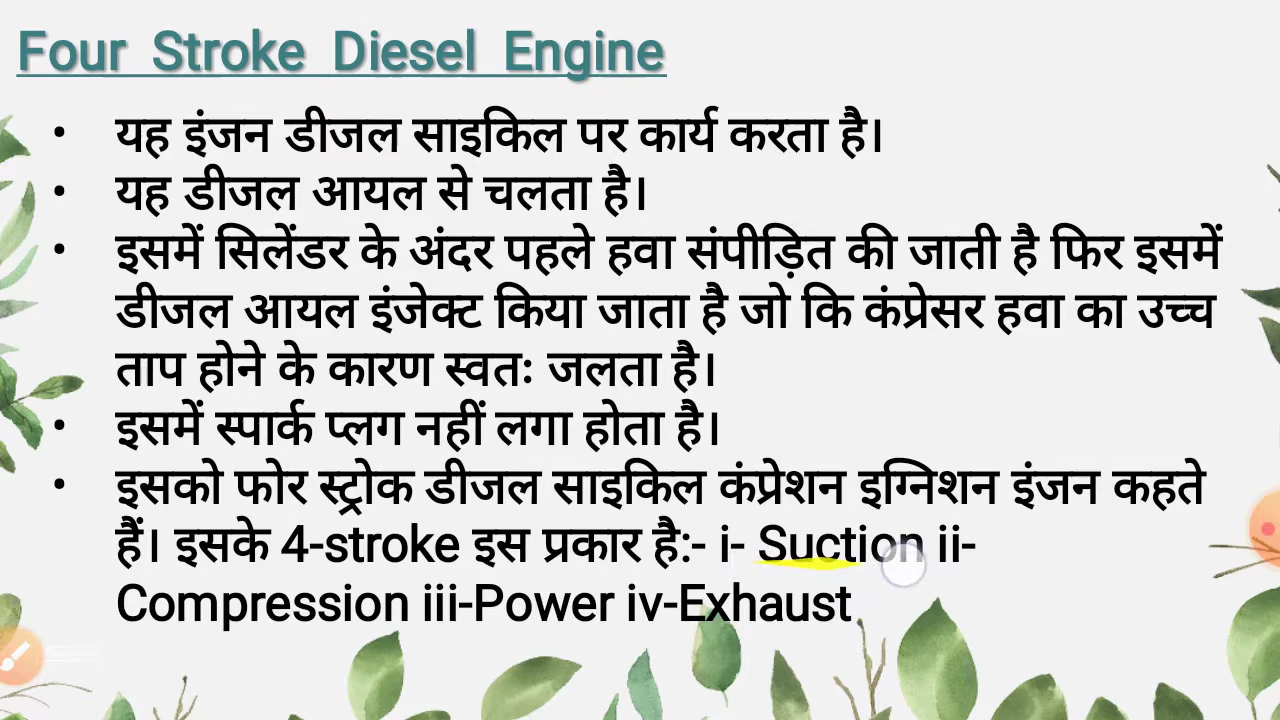 Four Stroke Diesel Engine
• यह इंजन डीजल साइकिल पर कार्य करता है।
• यह डीजल आयल से चलता है।
• इसमें सिलेंडर के अंदर पहले हवा संपीड़ित की जाती है फिर इसमें
डीजल आयल इंजेक्ट किया जाता है जो कि कंप्रेसर हवा का उच्च
ताप होने के कारण स्वतः जलता है।
• इसमें स्पार्क प्लग नहीं लगा होता है।
• इसको फोर स्ट्रोक डीजल साइकिल कंप्रेशन इग्निशन इंजन कहते
हैं। इसके 4-stroke इस प्रकार है:- i- Suction ii-
Compression iii-Power iv-Exhaust